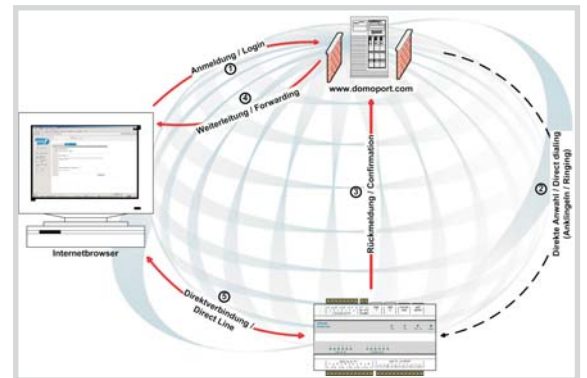 Anmeldung / Login
①
④
Weiterleitung / Forwarding
www.domoport.com
③
Rückmeldung / Confirmation
②
Direkte Anwahl / Direct dialing
(Anklingeln / Ringing)
Internetbrowser
⑤
Direktverbindung /
Direct Line